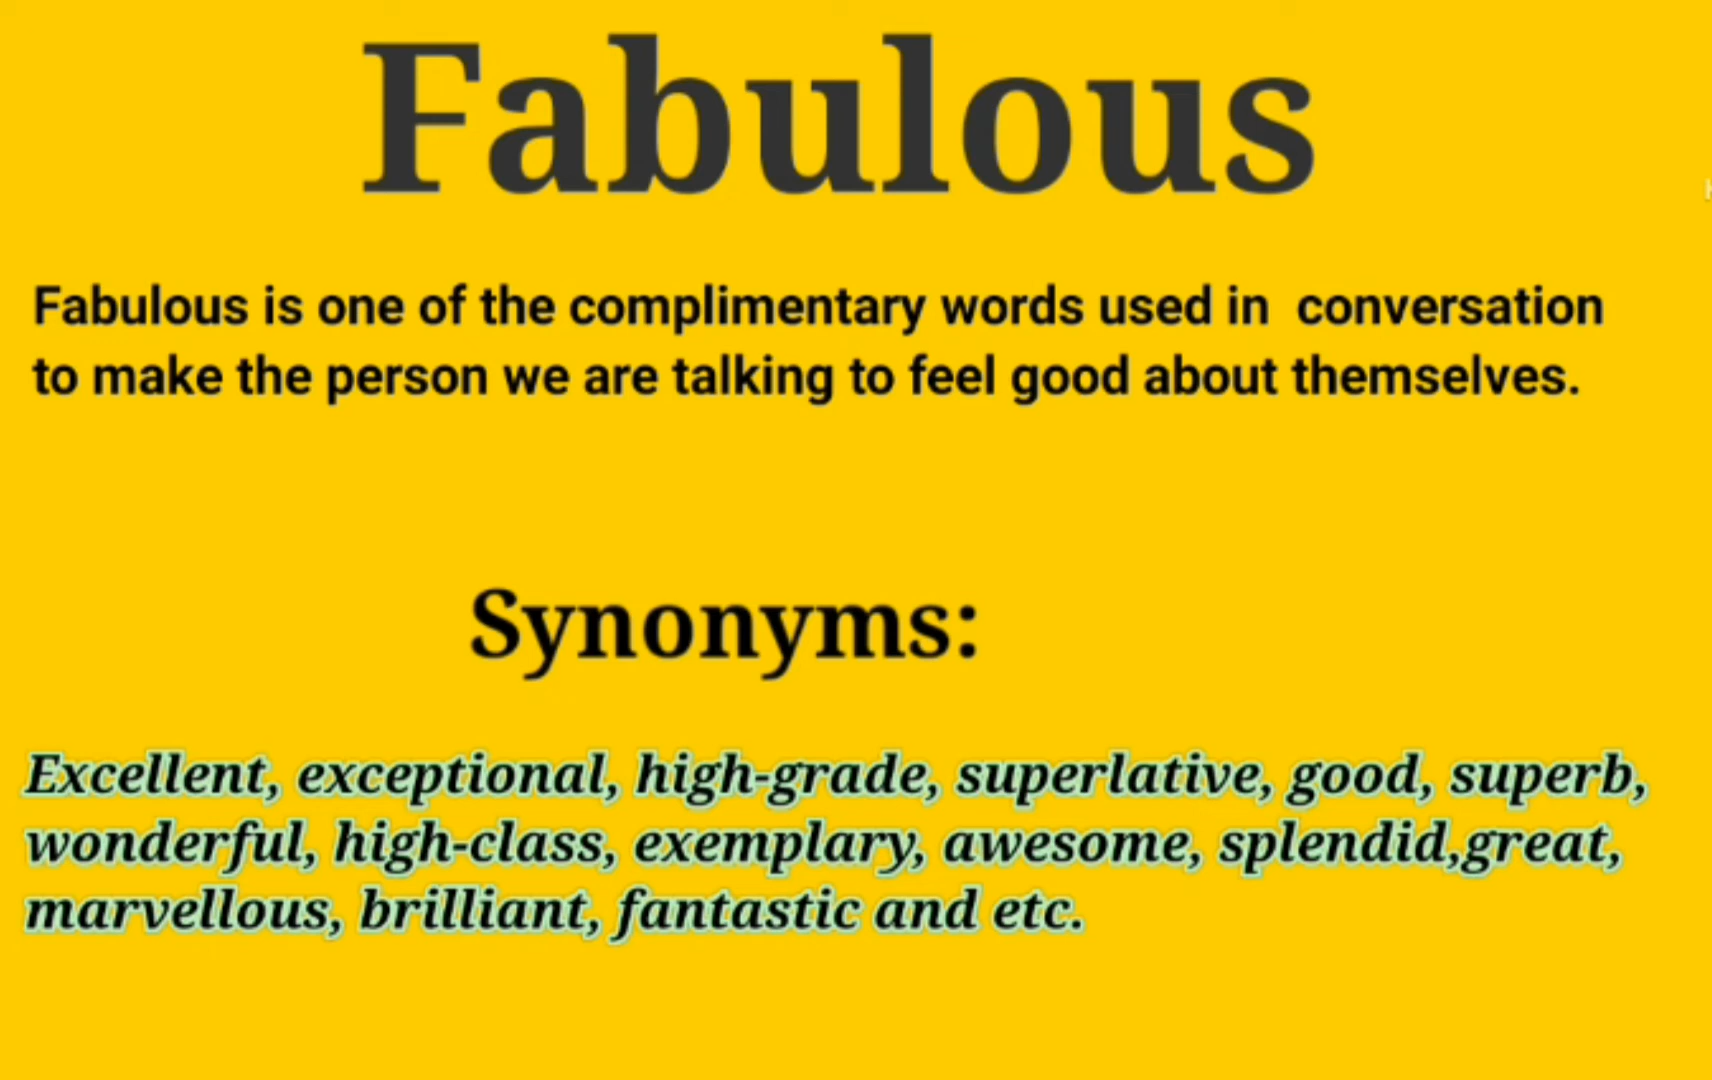 Fabulous
Fabulous is one of the complimentary words used in  conversation
to make the person we are talking to feel good about themselves.
Synonyms:
Excellent, exceptional, high-grade, superlative, good, superb,
wonderful, high-class, exemplary, awesome, splendid,great,
marvellous, brilliant, fantastic and etc.